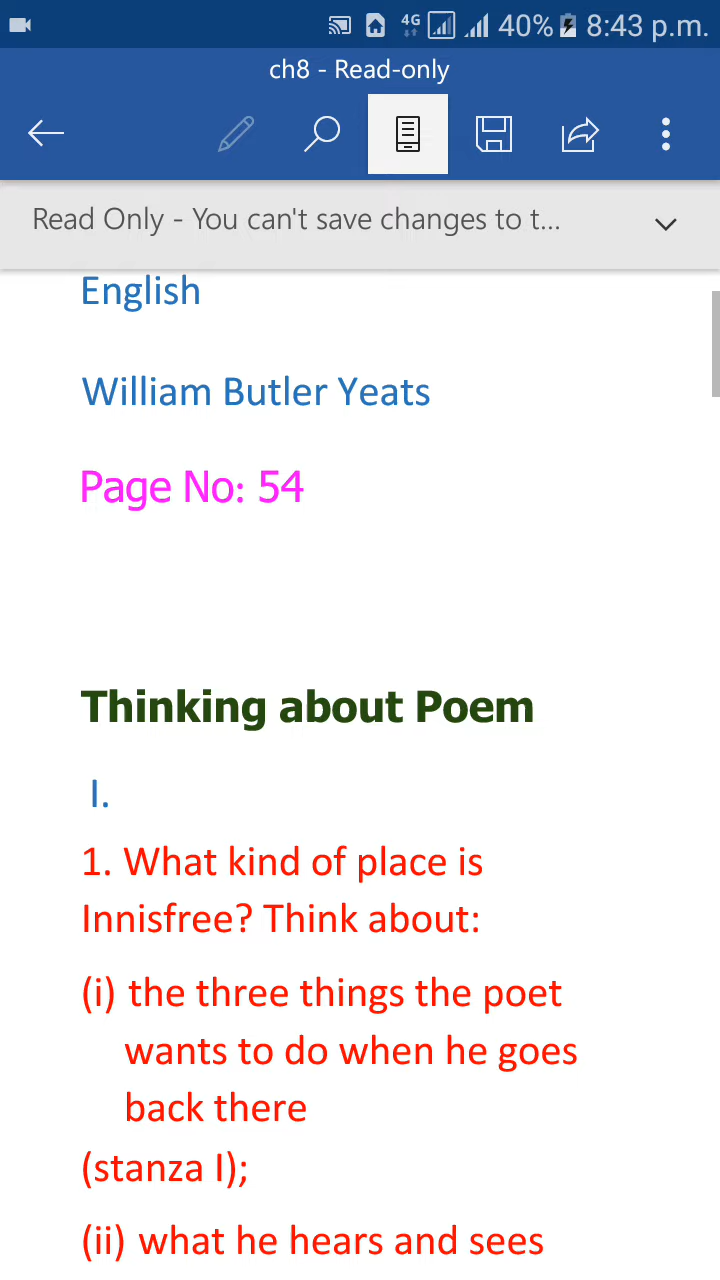 4G 40% 8:43 p.m.
ch8 - Read-only
Read Only - You can't save changes to t...
English
William Butler Yeats
Page No: 54
Thinking about Poem
I.
1. What kind of place is
Innisfree? Think about:
(i) the three things the poet
wants to do when he goes
back there
(stanza I);
(ii) what he hears and sees